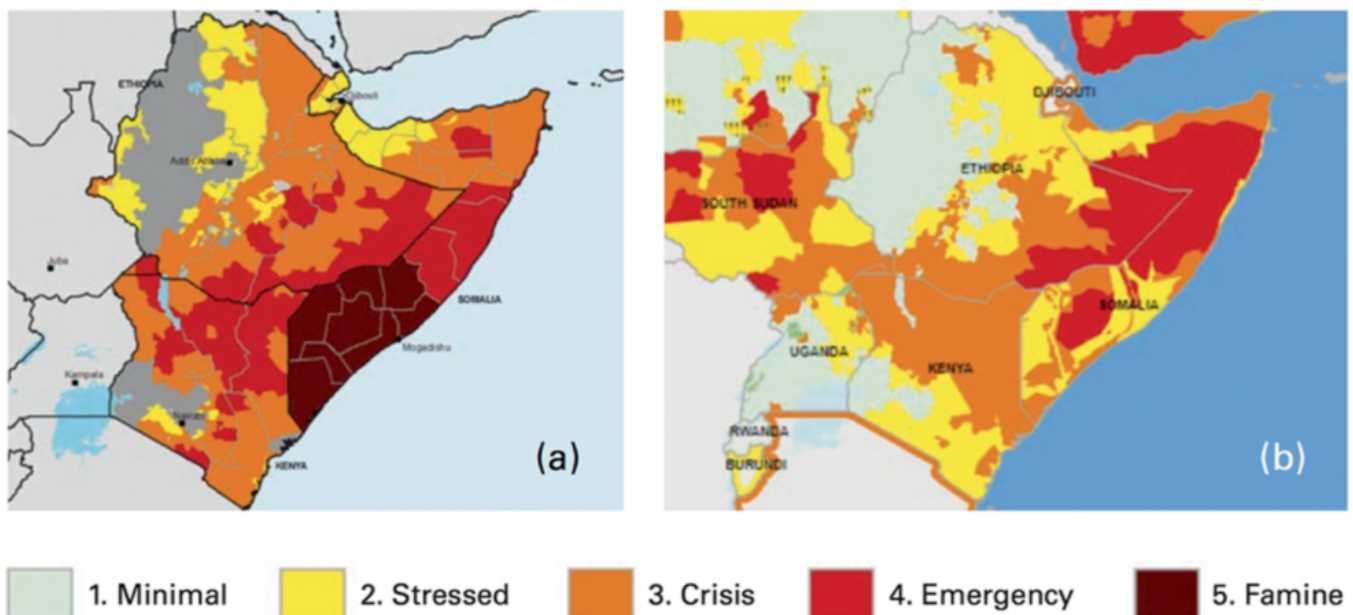 ETHIOPIA
Djibouti
Addis Ababa
Juba
SOMALIA
Mogadishu
Kampala
Nairobi
KENYA
(a)
DJIBOUTI
ETHIOPIA
SOUTH SUDAN
SOMALIA
UGANDA
KENYA
RWANDA
BURUNDI
(b)
1. Minimal 2. Stressed 3. Crisis 4. Emergency 5. Famine